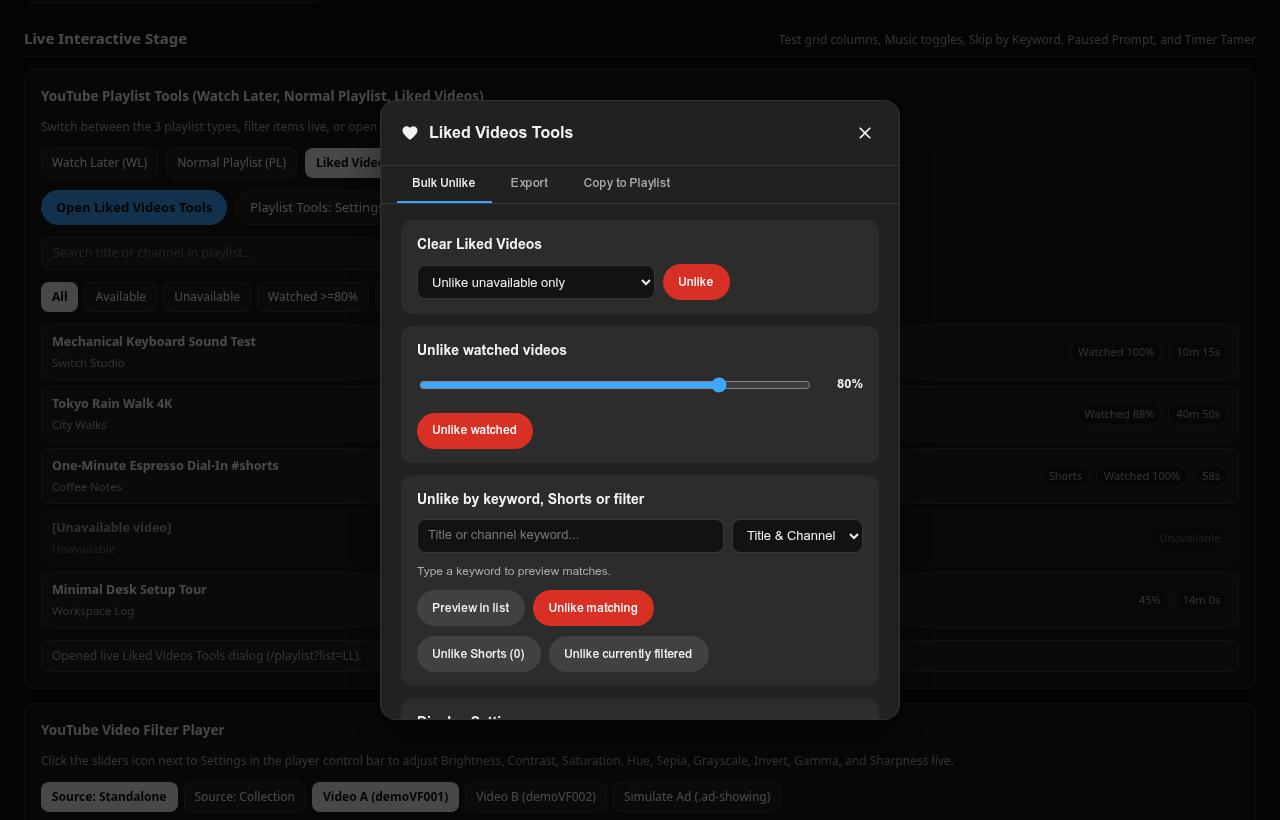 Live Interactive Stage
Test grid columns, Music toggles, Skip by Keyword, Paused Prompt, and Timer Tamer
YouTube Playlist Tools (Watch Later, Normal Playlist, Liked Videos)
Switch between the 3 playlist types, filter items live, or open
Watch Later (WL)
Normal Playlist (PL)
Liked Vide
Open Liked Videos Tools
Playlist Tools: Settings
Search title or channel in playlist...
All
Available
Unavailable
Watched >=80%
Mechanical Keyboard Sound Test
Switch Studio
Watched 100%
10m 15s
Tokyo Rain Walk 4K
City Walks
Watched 88%
40m 50s
One-Minute Espresso Dial-In #shorts
Coffee Notes
Shorts
Watched 100%
58s
[Unavailable video]
Unavailable
Unavailable
Minimal Desk Setup Tour
Workspace Log
45%
14m 0s
Opened live Liked Videos Tools dialog (/playlist?list=LL).
Liked Videos Tools
Bulk Unlike
Export
Copy to Playlist
Clear Liked Videos
Unlike unavailable only
Unlike
Unlike watched videos
80%
Unlike watched
Unlike by keyword, Shorts or filter
Title or channel keyword...
Title & Channel
Type a keyword to preview matches.
Preview in list
Unlike matching
Unlike Shorts (0)
Unlike currently filtered
YouTube Video Filter Player
Click the sliders icon next to Settings in the player control bar to adjust Brightness, Contrast, Saturation, Hue, Sepia, Grayscale, Invert, Gamma, and Sharpness live.
Source: Standalone
Source: Collection
Video A (demoVF001)
Video B (demoVF002)
Simulate Ad (.ad-showing)